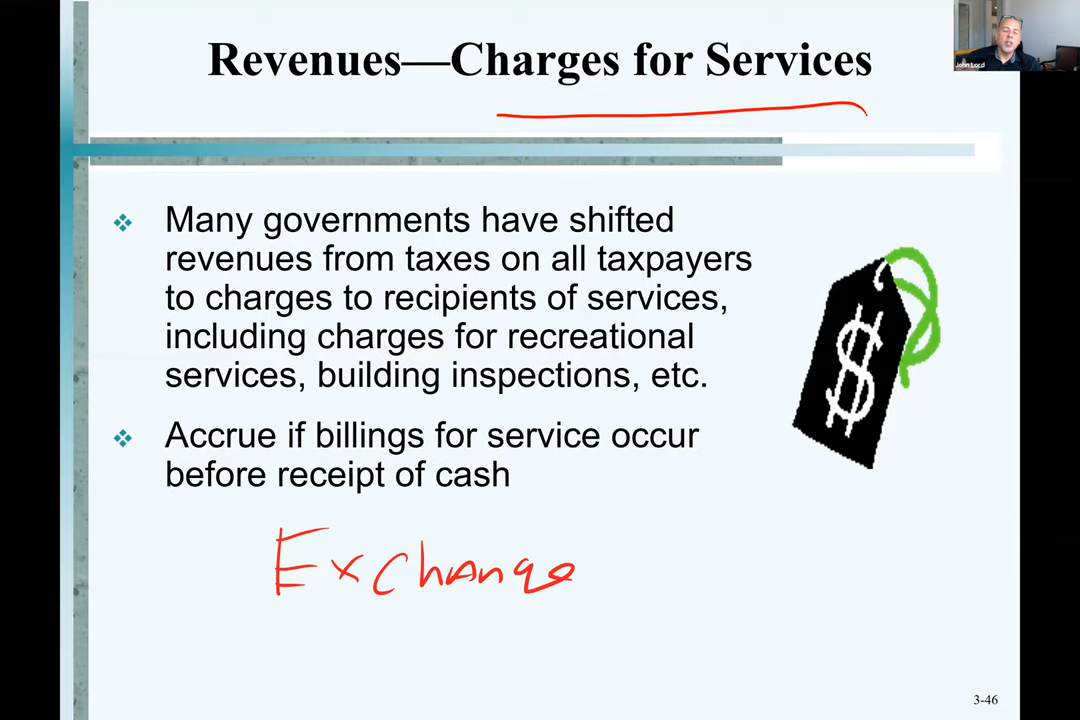 Revenues—Charges for Services
John Lord
Many governments have shifted
revenues from taxes on all taxpayers
to charges to recipients of services,
including charges for recreational
services, building inspections, etc.
$
Accrue if billings for service occur
before receipt of cash
Exchange
3-46